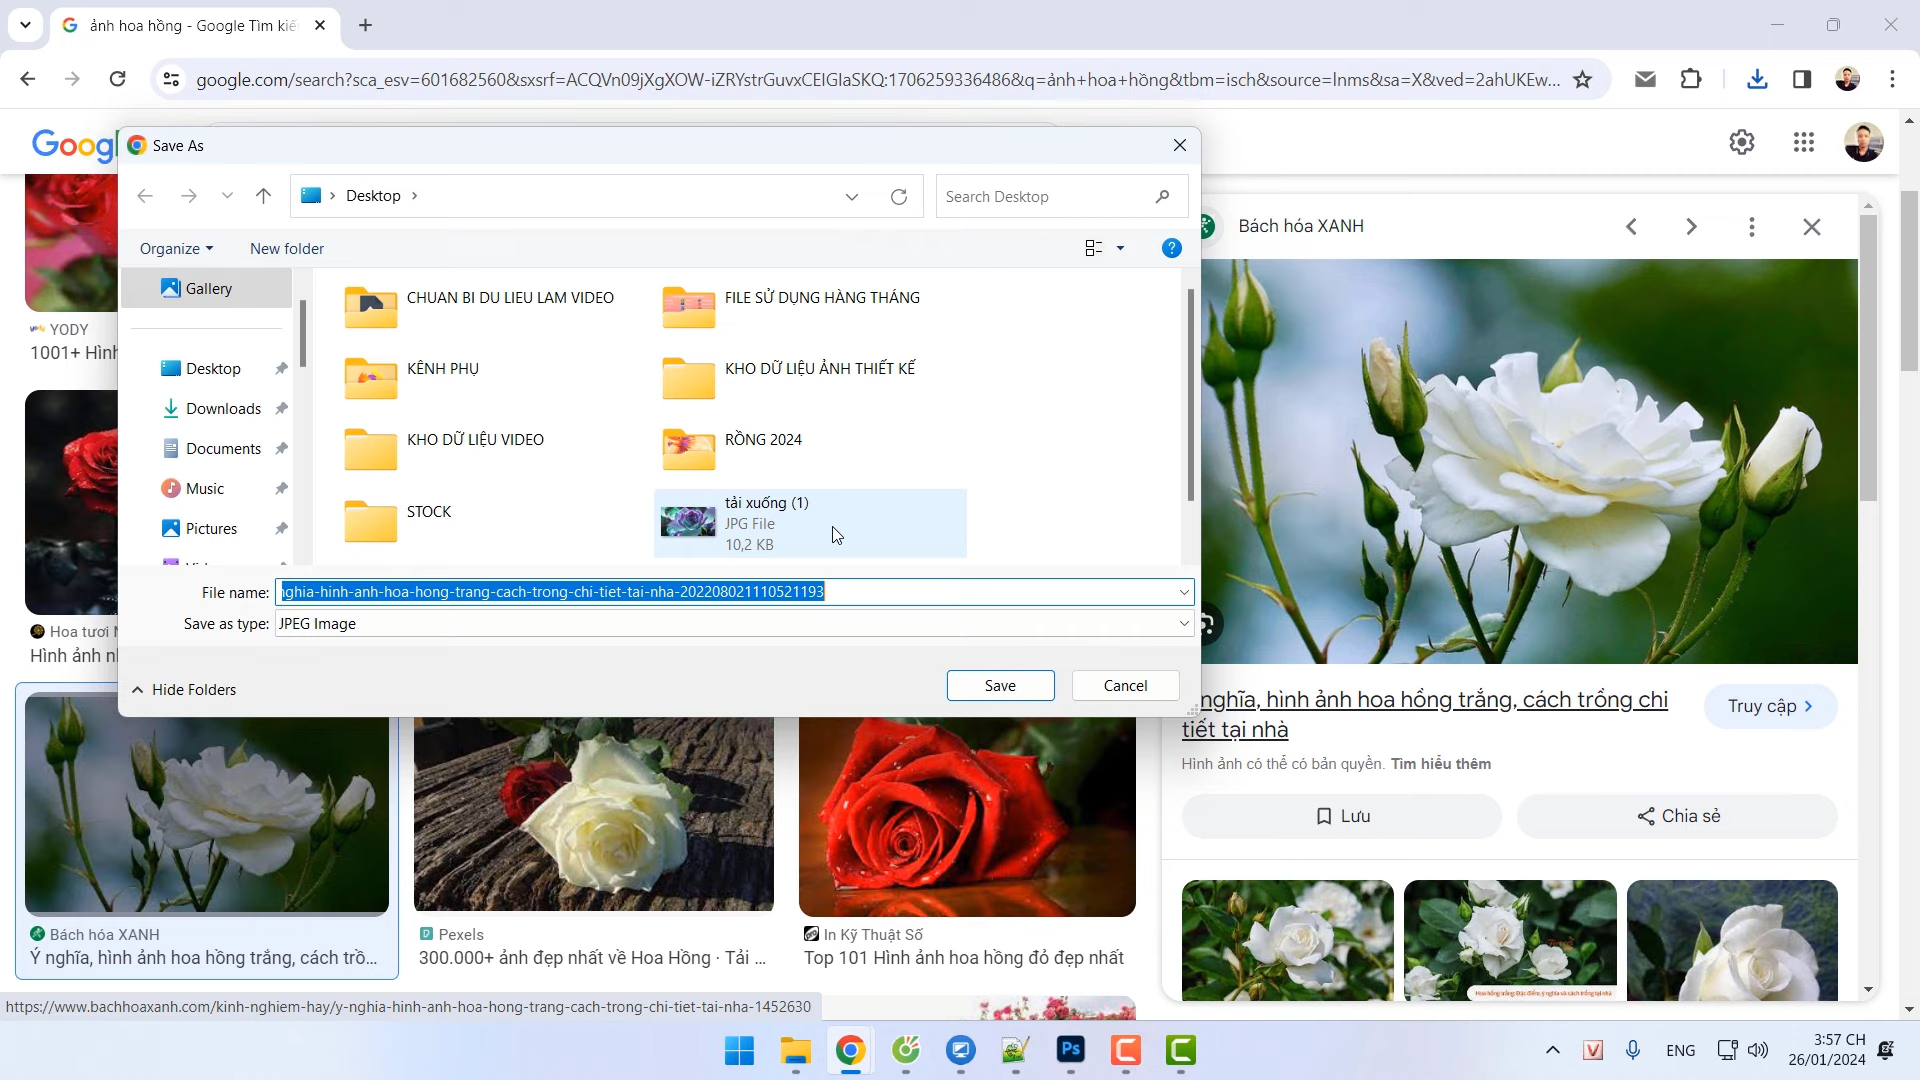 ảnh hoa hồng - Google Tìm kiế
google.com/search?sca_esv=601682560&sxsrf=ACQVn09jXgXOW-iZRYstrGuvxCEIGIaSKQ:1706259336486&q=ảnh+hoa+hồng&tbm=isch&source=lnms&sa=X&ved=2ahUKEw...
Goog
Save As
Desktop
Search Desktop
Organize
New folder
Gallery
Desktop
Downloads
Documents
Music
Pictures
CHUAN BI DU LIEU LAM VIDEO
FILE SỬ DỤNG HÀNG THÁNG
KÊNH PHỤ
KHO DỮ LIỆU ẢNH THIẾT KẾ
KHO DỮ LIỆU VIDEO
RỒNG 2024
STOCK
tải xuống (1)
JPG File
10,2 KB
File name:
nghia-hinh-anh-hoa-hong-trang-cach-trong-chi-tiet-tai-nha-202208021110521193
Save as type:
JPEG Image
Hide Folders
Save
Cancel
YODY
1001+ Hình
Hoa tươi
Hình ảnh
Bách hóa XANH
nghĩa, hình ảnh hoa hồng trắng, cách trồng chi
tiết tại nhà
Truy cập
Hình ảnh có thể có bản quyền. Tìm hiểu thêm
Lưu
Chia sẻ
Bách hóa XANH
Ý nghĩa, hình ảnh hoa hồng trắng, cách trồ...
Pexels
300.000+ ảnh đẹp nhất về Hoa Hồng · Tải ...
In Kỹ Thuật Số
Top 101 Hình ảnh hoa hồng đỏ đẹp nhất
https://www.bachhoaxanh.com/kinh-nghiem-hay/y-nghia-hinh-anh-hoa-hong-trang-cach-trong-chi-tiet-tai-nha-1452630
Ps
ENG
3:57 CH
26/01/2024